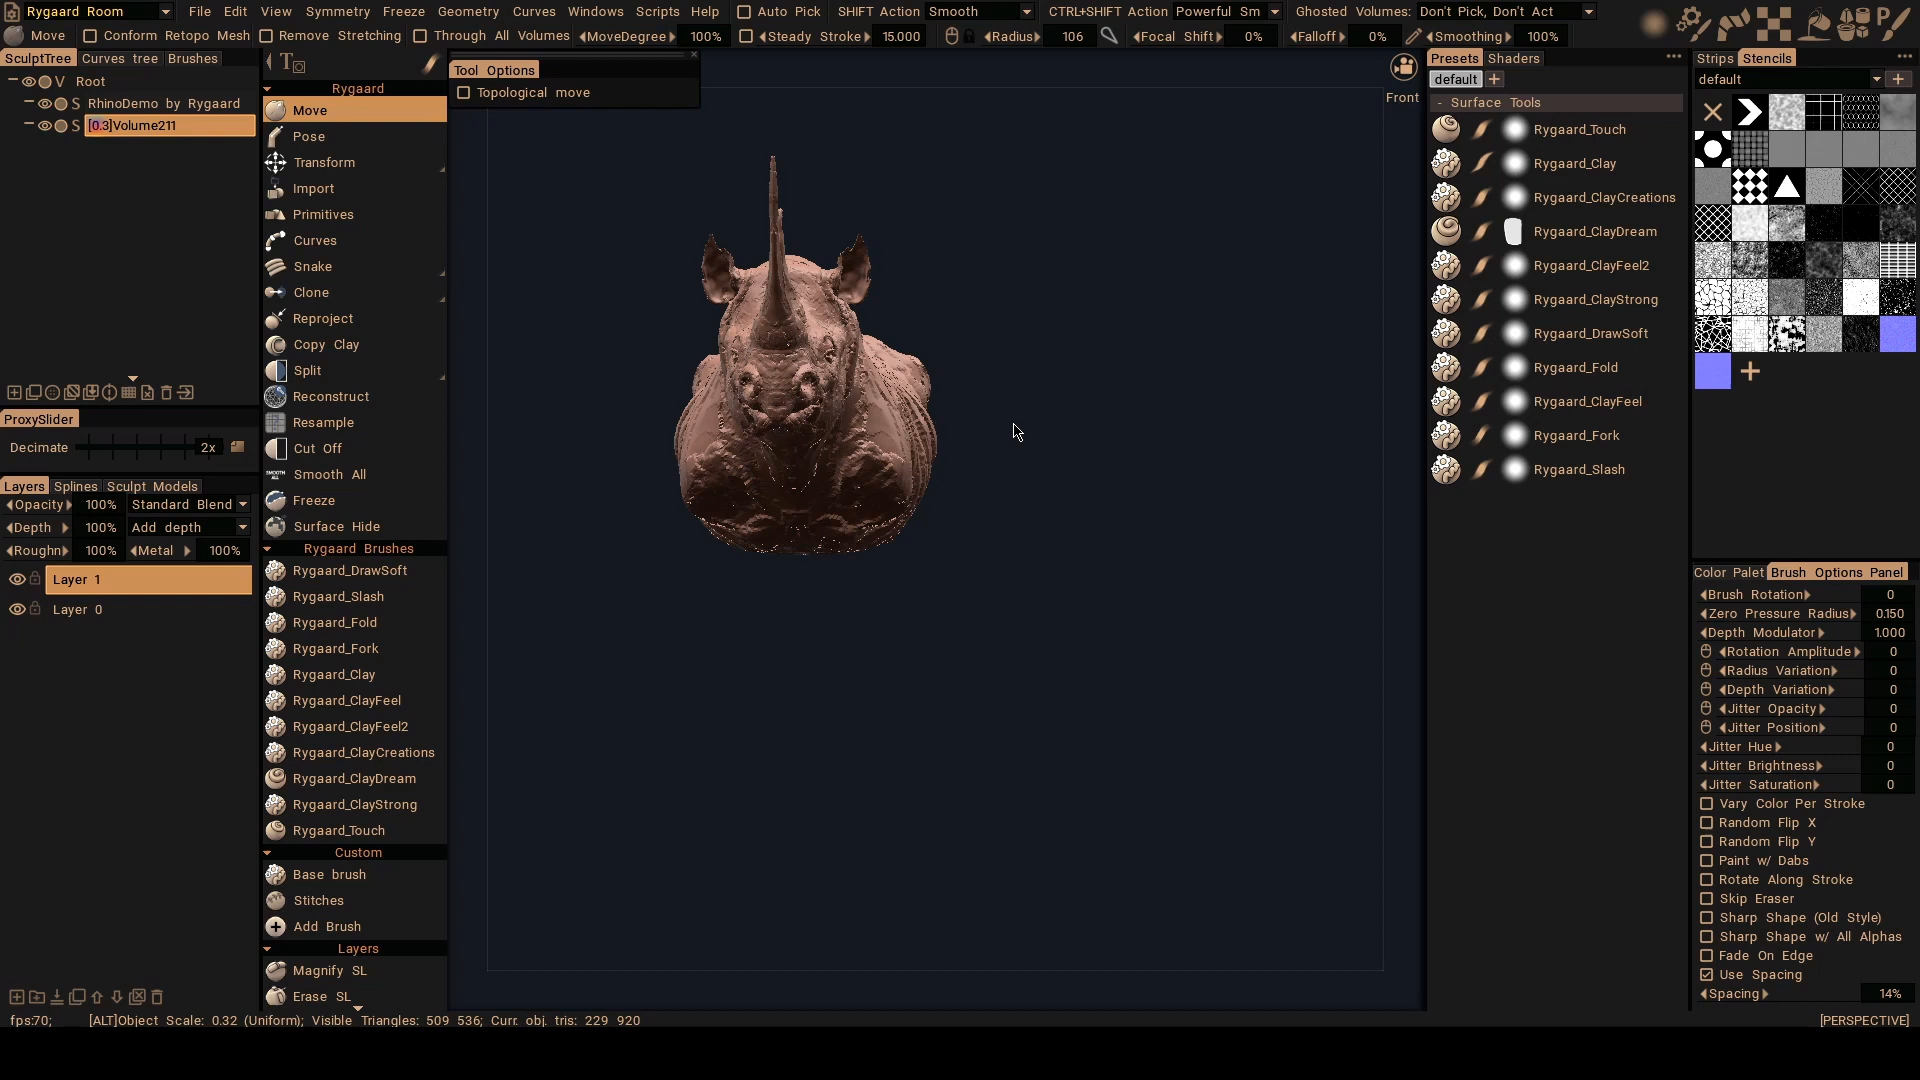 Rygaard Room File Edit View Symmetry Freeze Geometry Curves Windows Scripts Help Auto Pick SHIFT Action Smooth CTRL+SHIFT Action Powerful Sm Ghosted Volumes: Don't Pick, Don't Act
Move Conform Retopo Mesh Remove Stretching Through All Volumes MoveDegree 100% Steady Stroke 15.000 Radius 106 Focal Shift 0% Falloff 0% Smoothing 100%
SculptTree Curves tree Brushes
V Root
S RhinoDemo by Rygaard
S [0.3]Volume211
ProxySlider
Decimate 2x
Layers Splines Sculpt Models
Opacity 100% Standard Blend
Depth 100% Add depth
Roughn 100% Metal 100%
Layer 1
Layer 0
Rygaard
Move
Pose
Transform
Import
Primitives
Curves
Snake
Clone
Reproject
Copy Clay
Split
Reconstruct
Resample
Cut Off
Smooth All
Freeze
Surface Hide
Rygaard Brushes
Rygaard_DrawSoft
Rygaard_Slash
Rygaard_Fold
Rygaard_Fork
Rygaard_Clay
Rygaard_ClayFeel
Rygaard_ClayFeel2
Rygaard_ClayCreations
Rygaard_ClayDream
Rygaard_ClayStrong
Rygaard_Touch
Custom
Base brush
Stitches
Add Brush
Layers
Magnify SL
Erase SL
Tool Options
Topological move
Front
Presets Shaders
default
- Surface Tools
Rygaard_Touch
Rygaard_Clay
Rygaard_ClayCreations
Rygaard_ClayDream
Rygaard_ClayFeel2
Rygaard_ClayStrong
Rygaard_DrawSoft
Rygaard_Fold
Rygaard_ClayFeel
Rygaard_Fork
Rygaard_Slash
Strips Stencils
default
Color Palet Brush Options Panel
Brush Rotation 0
Zero Pressure Radius 0.150
Depth Modulator 1.000
Rotation Amplitude 0
Radius Variation 0
Depth Variation 0
Jitter Opacity 0
Jitter Position 0
Jitter Hue 0
Jitter Brightness 0
Jitter Saturation 0
Vary Color Per Stroke
Random Flip X
Random Flip Y
Paint w/ Dabs
Rotate Along Stroke
Skip Eraser
Sharp Shape (Old Style)
Sharp Shape w/ All Alphas
Fade On Edge
Use Spacing
Spacing 14%
fps:70; [ALT]Object Scale: 0.32 (Uniform); Visible Triangles: 509 536; Curr. obj. tris: 229 920 [PERSPECTIVE]